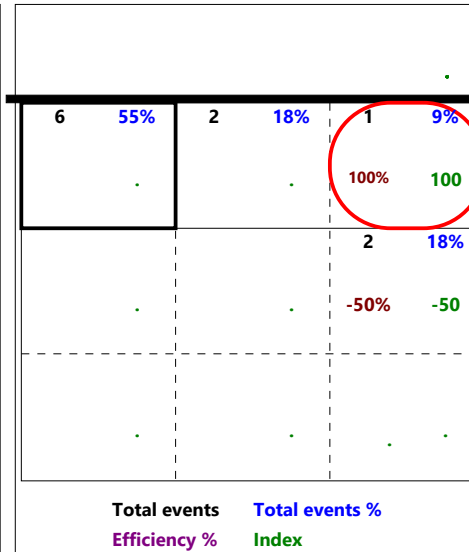 6 55% 2 18% 1 9%
. . 100% 100
2 18%
. . -50% -50
. . . .
Total events Total events %
Efficiency % Index